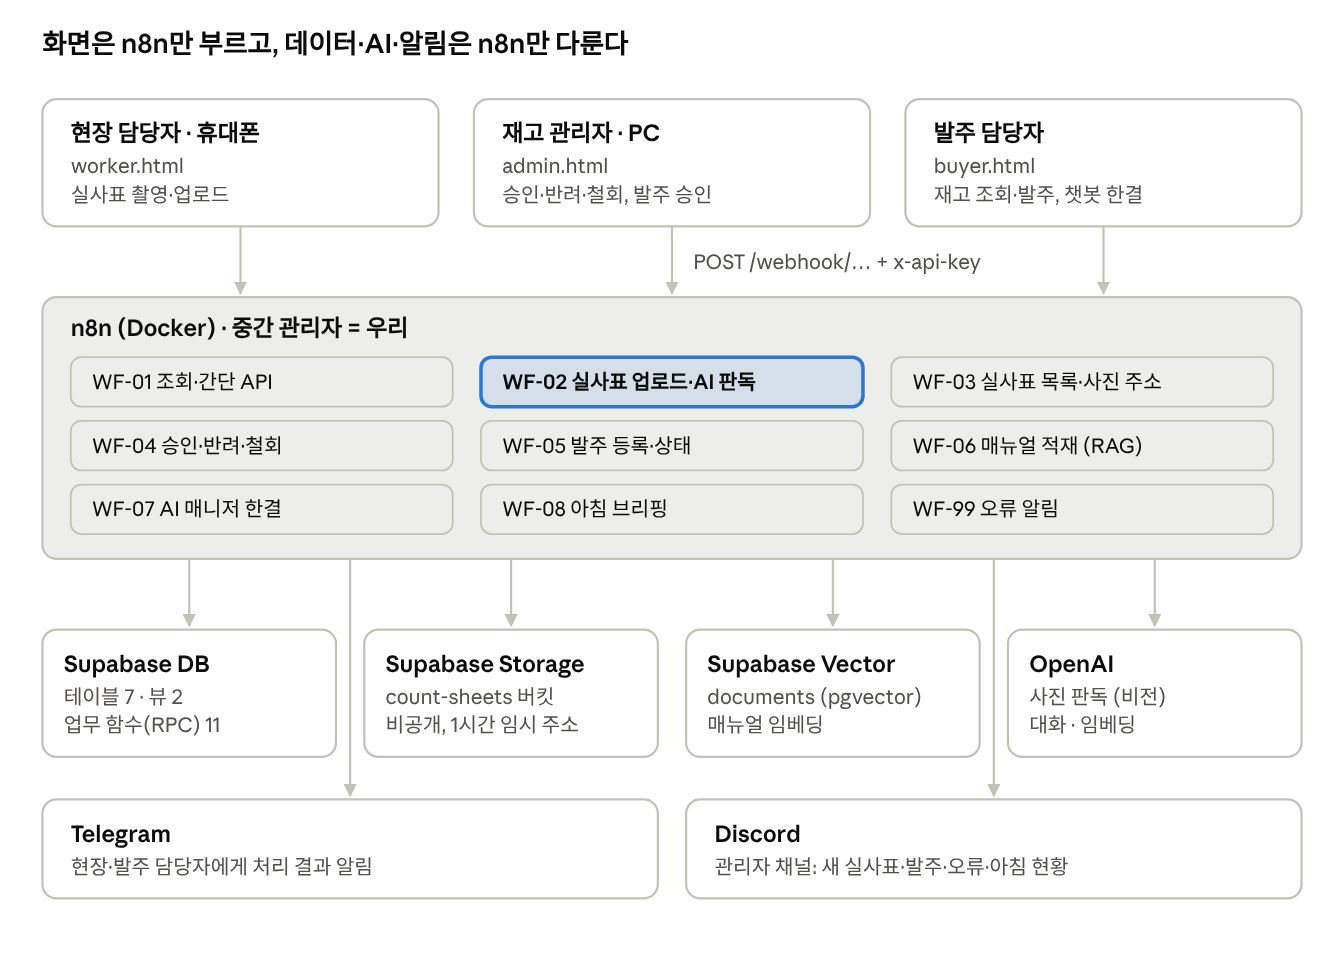 화면은 n8n만 부르고, 데이터·AI·알림은 n8n만 다룬다
현장 담당자 · 휴대폰
worker.html
실사표 촬영·업로드
재고 관리자 · PC
admin.html
승인·반려·철회, 발주 승인
발주 담당자
buyer.html
재고 조회·발주, 챗봇 한결
POST /webhook/… + x-api-key
n8n (Docker) · 중간 관리자 = 우리
WF-01 조회·간단 API
WF-02 실사표 업로드·AI 판독
WF-03 실사표 목록·사진 주소
WF-04 승인·반려·철회
WF-05 발주 등록·상태
WF-06 매뉴얼 적재 (RAG)
WF-07 AI 매니저 한결
WF-08 아침 브리핑
WF-99 오류 알림
Supabase DB
테이블 7 · 뷰 2
업무 함수(RPC) 11
Supabase Storage
count-sheets 버킷
비공개, 1시간 임시 주소
Supabase Vector
documents (pgvector)
매뉴얼 임베딩
OpenAI
사진 판독 (비전)
대화 · 임베딩
Telegram
현장·발주 담당자에게 처리 결과 알림
Discord
관리자 채널: 새 실사표·발주·오류·아침 현황